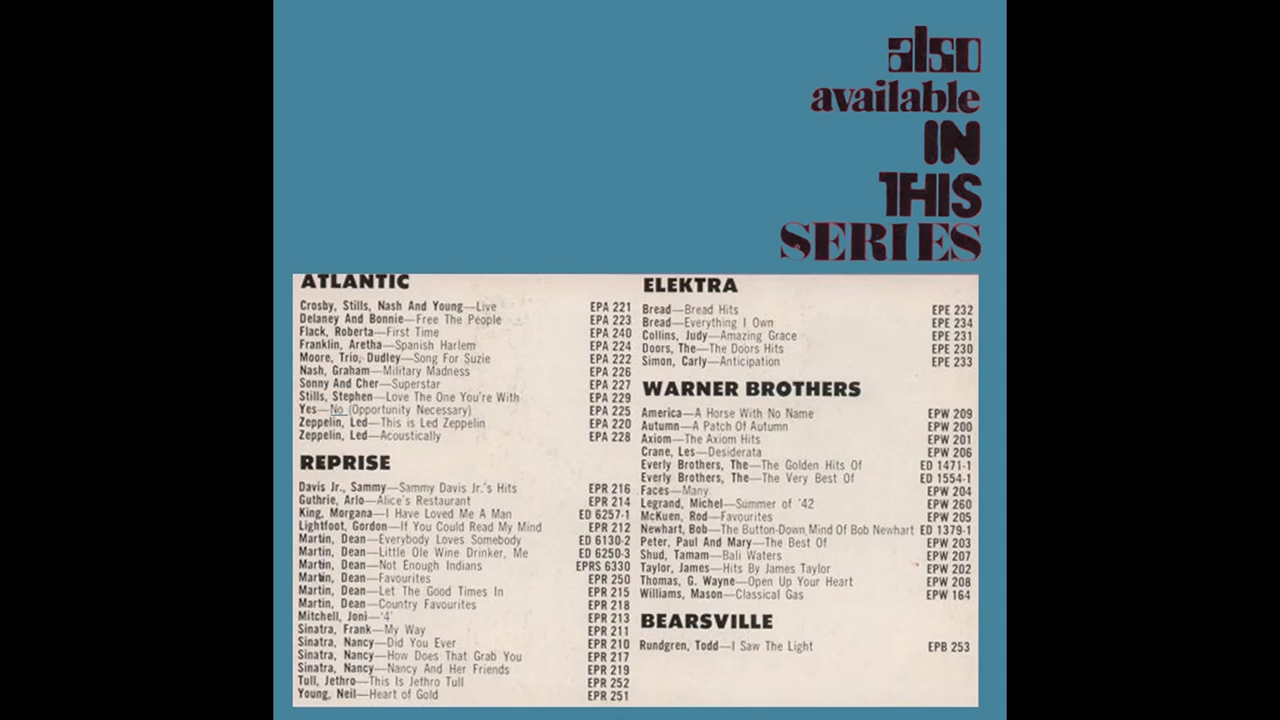 also
available
IN
THIS
SERIES
ATLANTIC
Crosby, Stills, Nash And Young—Live EPA 221
Delaney And Bonnie—Free The People EPA 223
Flack, Roberta—First Time EPA 240
Franklin, Aretha—Spanish Harlem EPA 224
Moore, Trio, Dudley—Song For Suzie EPA 222
Nash, Graham—Military Madness EPA 226
Sonny And Cher—Superstar EPA 227
Stills, Stephen—Love The One You're With EPA 229
Yes—No (Opportunity Necessary) EPA 225
Zeppelin, Led—This is Led Zeppelin EPA 220
Zeppelin, Led—Acoustically EPA 228
REPRISE
Davis Jr., Sammy—Sammy Davis Jr.'s Hits EPR 216
Guthrie, Arlo—Alice's Restaurant EPR 214
King, Morgana—I Have Loved Me A Man ED 6257-1
Lightfoot, Gordon—If You Could Read My Mind EPR 212
Martin, Dean—Everybody Loves Somebody ED 6130-2
Martin, Dean—Little Ole Wine Drinker, Me ED 6250-3
Martin, Dean—Not Enough Indians EPRS 6330
Martin, Dean—Favourites EPR 250
Martin, Dean—Let The Good Times In EPR 215
Martin, Dean—Country Favourites EPR 218
Mitchell, Joni—'4' EPR 213
Sinatra, Frank—My Way EPR 211
Sinatra, Nancy—Did You Ever EPR 210
Sinatra, Nancy—How Does That Grab You EPR 217
Sinatra, Nancy—Nancy And Her Friends EPR 219
Tull, Jethro—This Is Jethro Tull EPR 252
Young, Neil—Heart of Gold EPR 251
ELEKTRA
Bread—Bread Hits EPE 232
Bread—Everything I Own EPE 234
Collins, Judy—Amazing Grace EPE 231
Doors, The—The Doors Hits EPE 230
Simon, Carly—Anticipation EPE 233
WARNER BROTHERS
America—A Horse With No Name EPW 209
Autumn—A Patch Of Autumn EPW 200
Axiom—The Axiom Hits EPW 201
Crane, Les—Desiderata EPW 206
Everly Brothers, The—The Golden Hits Of ED 1471-1
Everly Brothers, The—The Very Best Of ED 1554-1
Faces—Many EPW 204
Legrand, Michel—Summer of '42 EPW 260
McKuen, Rod—Favourites EPW 205
Newhart, Bob—The Button-Down Mind Of Bob Newhart ED 1379-1
Peter, Paul And Mary—The Best Of EPW 203
Shud, Tamam—Bali Waters EPW 207
Taylor, James—Hits By James Taylor EPW 202
Thomas, G. Wayne—Open Up Your Heart EPW 208
Williams, Mason—Classical Gas EPW 164
BEARSVILLE
Rundgren, Todd—I Saw The Light EPB 253